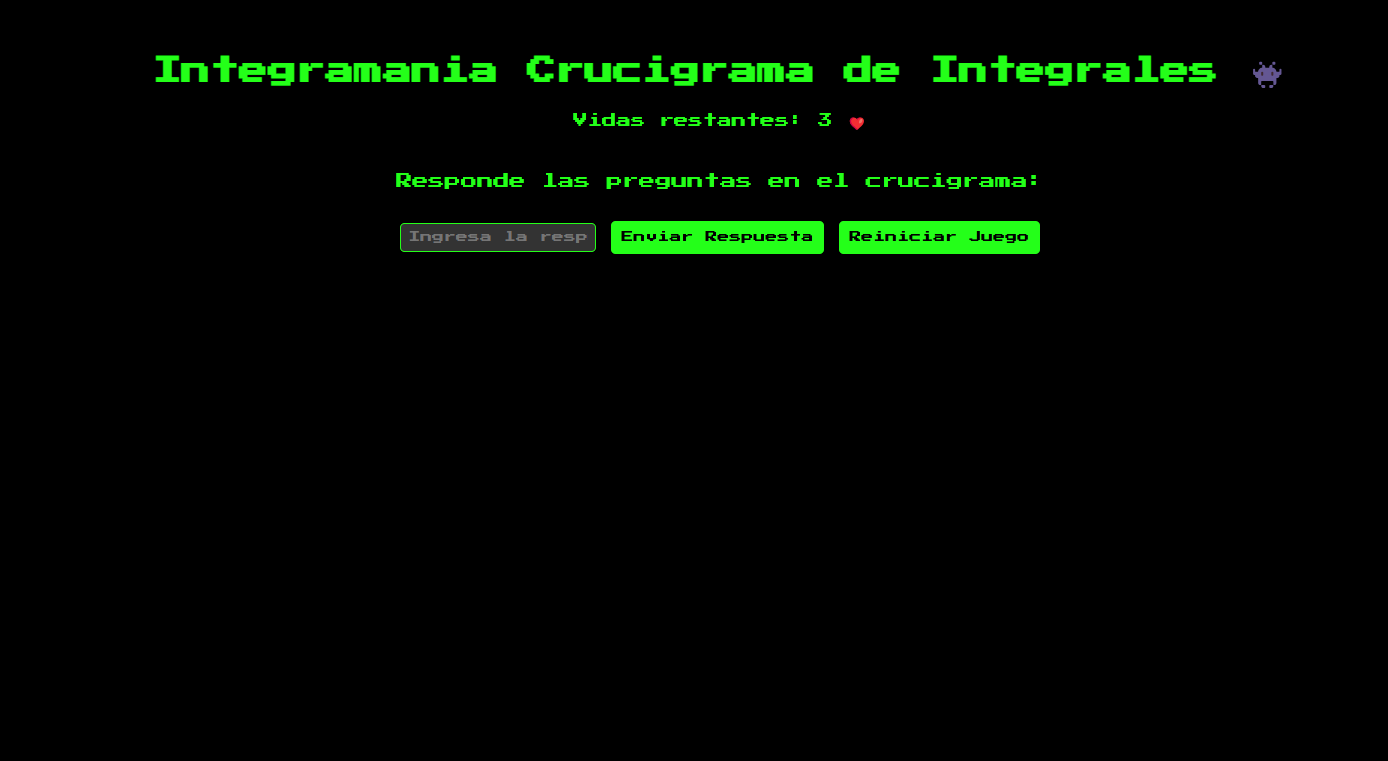 Integramania Crucigrama de Integrales
Vidas restantes: 3
Responde las preguntas en el crucigrama:
Ingresa la resp
Enviar Respuesta
Reiniciar Juego